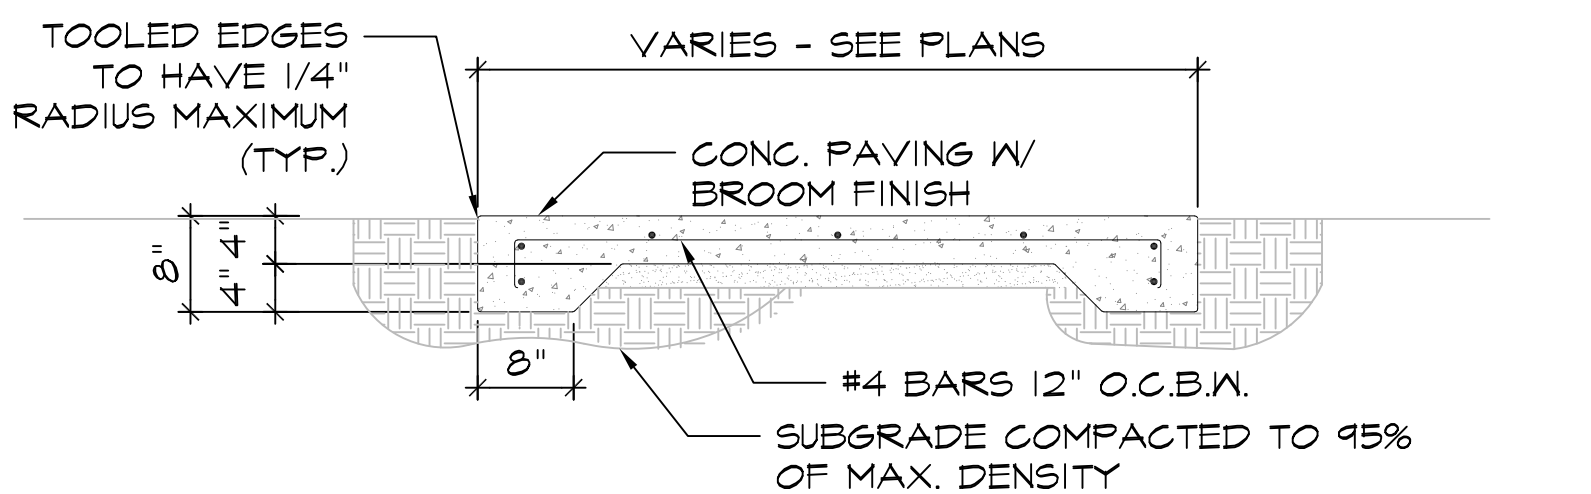 TOOLED EDGES
TO HAVE 1/4"
RADIUS MAXIMUM
(TYP.)
VARIES - SEE PLANS
CONC. PAVING W/
BROOM FINISH
8"
4"
4"
8"
#4 BARS 12" O.C.B.W.
SUBGRADE COMPACTED TO 95%
OF MAX. DENSITY